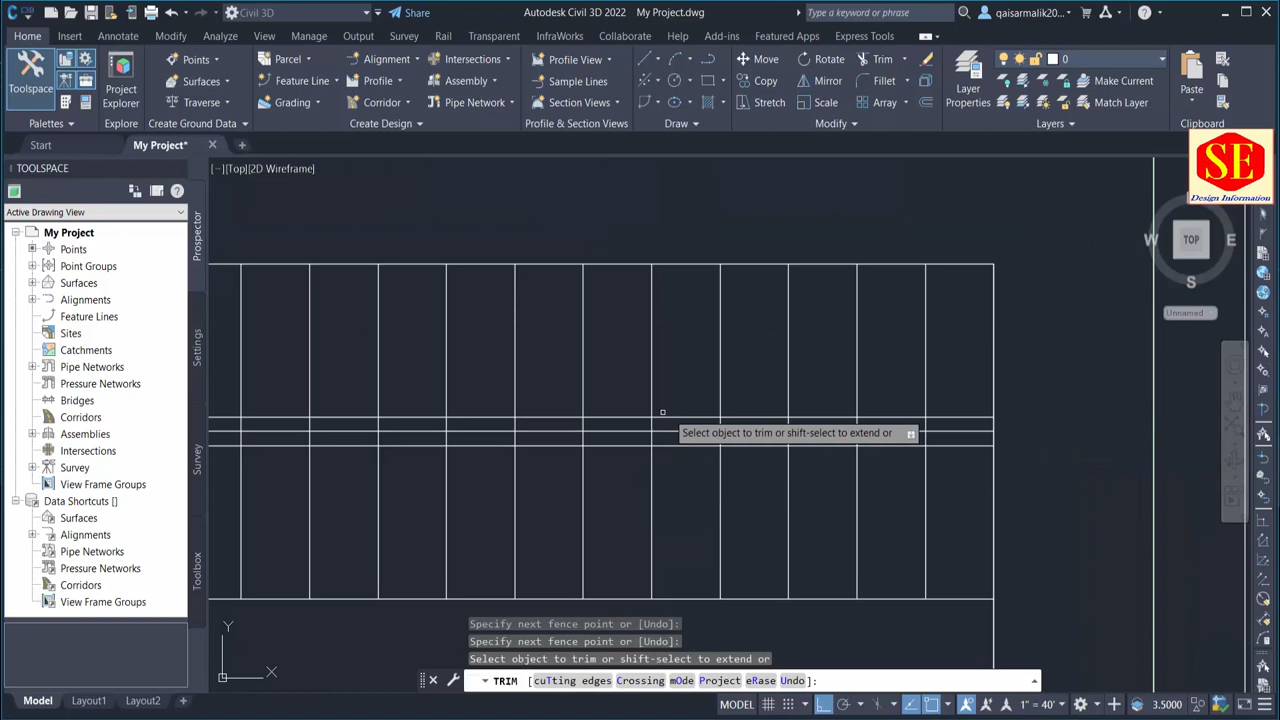 C3D
Civil 3D
Share
Autodesk Civil 3D 2022 My Project.dwg
Type a keyword or phrase
qaisarmalik20...
Home Insert Annotate Modify Analyze View Manage Output Survey Rail Transparent InfraWorks Collaborate Help Add-ins Featured Apps Express Tools
Toolspace
Palettes
Project Explorer
Explore
Points
Surfaces
Traverse
Create Ground Data
Parcel
Feature Line
Grading
Alignment
Profile
Corridor
Intersections
Assembly
Pipe Network
Create Design
Profile View
Sample Lines
Section Views
Profile & Section Views
Draw
Move
Copy
Stretch
Rotate
Mirror
Scale
Trim
Fillet
Array
Modify
Layer Properties
0
Make Current
Match Layer
Layers
Paste
Clipboard
Start
My Project*
SE
Design Information
TOOLSPACE
Active Drawing View
My Project
Points
Point Groups
Surfaces
Alignments
Feature Lines
Sites
Catchments
Pipe Networks
Pressure Networks
Bridges
Corridors
Assemblies
Intersections
Survey
View Frame Groups
Data Shortcuts []
Surfaces
Alignments
Pipe Networks
Pressure Networks
Corridors
View Frame Groups
Prospector
Settings
Survey
Toolbox
[−][Top][2D Wireframe]
W
TOP
E
S
Unnamed
Select object to trim or shift-select to extend or
Y
X
Specify next fence point or [Undo]:
Specify next fence point or [Undo]:
Select object to trim or shift-select to extend or
TRIM [cuTting edges Crossing mOde Project eRase Undo]:
Model Layout1 Layout2
MODEL
1" = 40'
3.5000